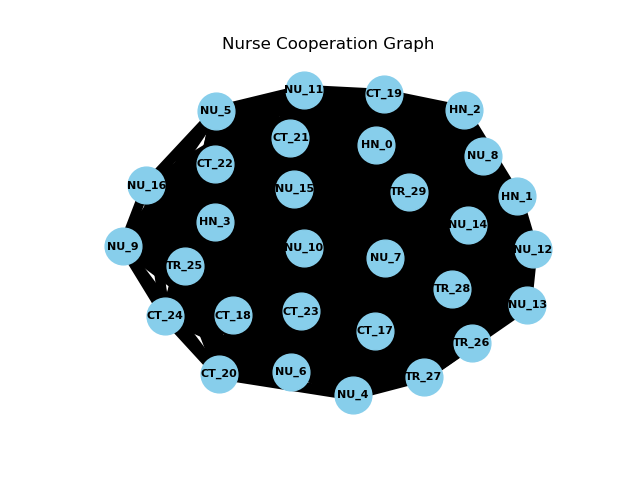 Nurse Cooperation Graph
NU_11
CT_19
NU_5
HN_2
CT_21
HN_0
NU_8
CT_22
NU_16
NU_15
TR_29
HN_1
HN_3
NU_14
NU_9
NU_10
NU_12
NU_7
TR_25
TR_28
NU_13
CT_24
CT_18
CT_23
CT_17
TR_26
CT_20
NU_6
TR_27
NU_4